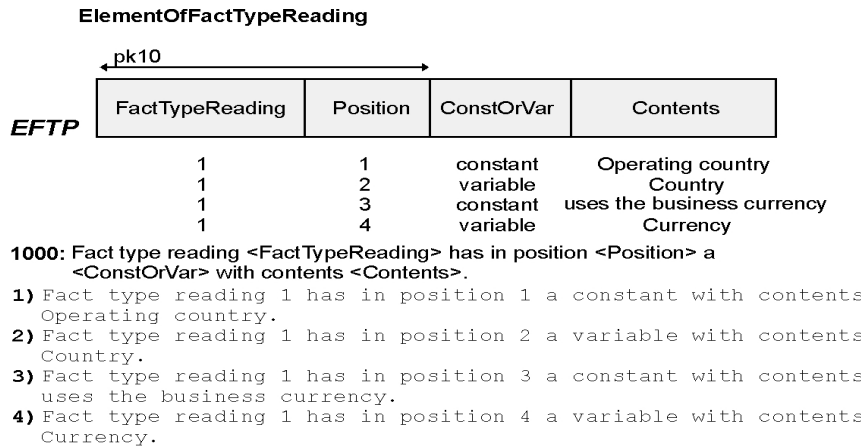 ElementOfFactTypeReading
pk10
FactTypeReading Position ConstOrVar Contents
EFTP
1 1 constant Operating country
1 2 variable Country
1 3 constant uses the business currency
1 4 variable Currency
1000: Fact type reading <FactTypeReading> has in position <Position> a
<ConstOrVar> with contents <Contents>.
1) Fact type reading 1 has in position 1 a constant with contents
Operating country.
2) Fact type reading 1 has in position 2 a variable with contents
Country.
3) Fact type reading 1 has in position 3 a constant with contents
uses the business currency.
4) Fact type reading 1 has in position 4 a variable with contents
Currency.